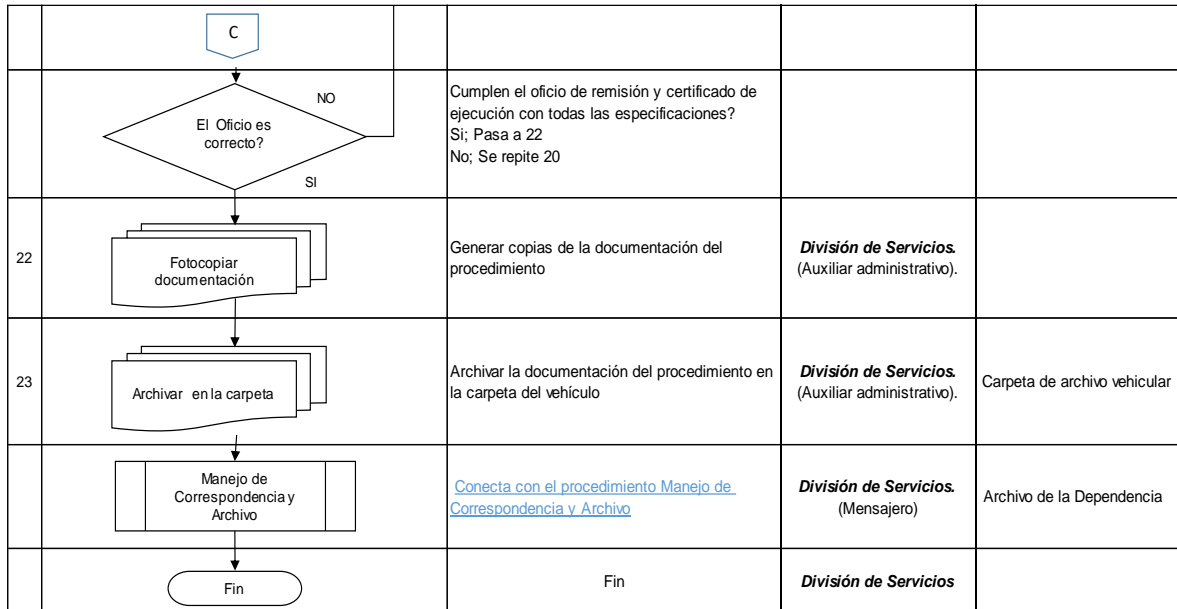 C
NO
El Oficio es
correcto?
SI
Cumplen el oficio de remisión y certificado de
ejecución con todas las especificaciones?
Si; Pasa a 22
No; Se repite 20
22
Fotocopiar
documentación
Generar copias de la documentación del
procedimiento
División de Servicios.
(Auxiliar administrativo).
23
Archivar en la carpeta
Archivar la documentación del procedimiento en
la carpeta del vehículo
División de Servicios.
(Auxiliar administrativo).
Carpeta de archivo vehicular
Manejo de
Correspondencia y
Archivo
Conecta con el procedimiento Manejo de
Correspondencia y Archivo
División de Servicios.
(Mensajero)
Archivo de la Dependencia
Fin
Fin
División de Servicios